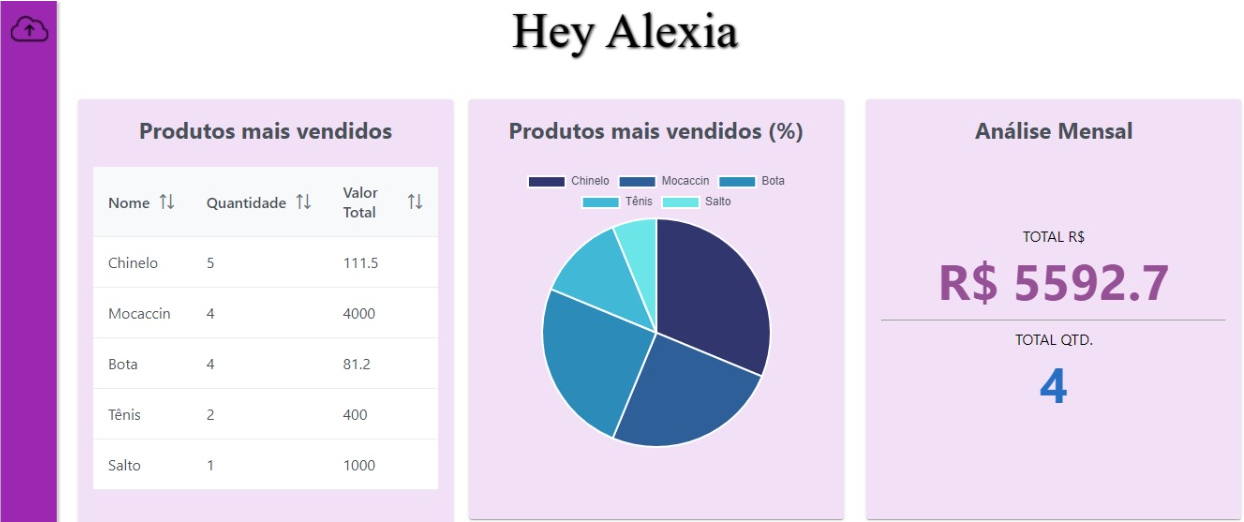 Hey Alexia
Produtos mais vendidos
Nome Quantidade Valor Total
Chinelo 5 111.5
Mocaccin 4 4000
Bota 4 81.2
Tênis 2 400
Salto 1 1000
Produtos mais vendidos (%)
Chinelo Mocaccin Bota
Tênis Salto
Análise Mensal
TOTAL R$
R$ 5592.7
TOTAL QTD.
4